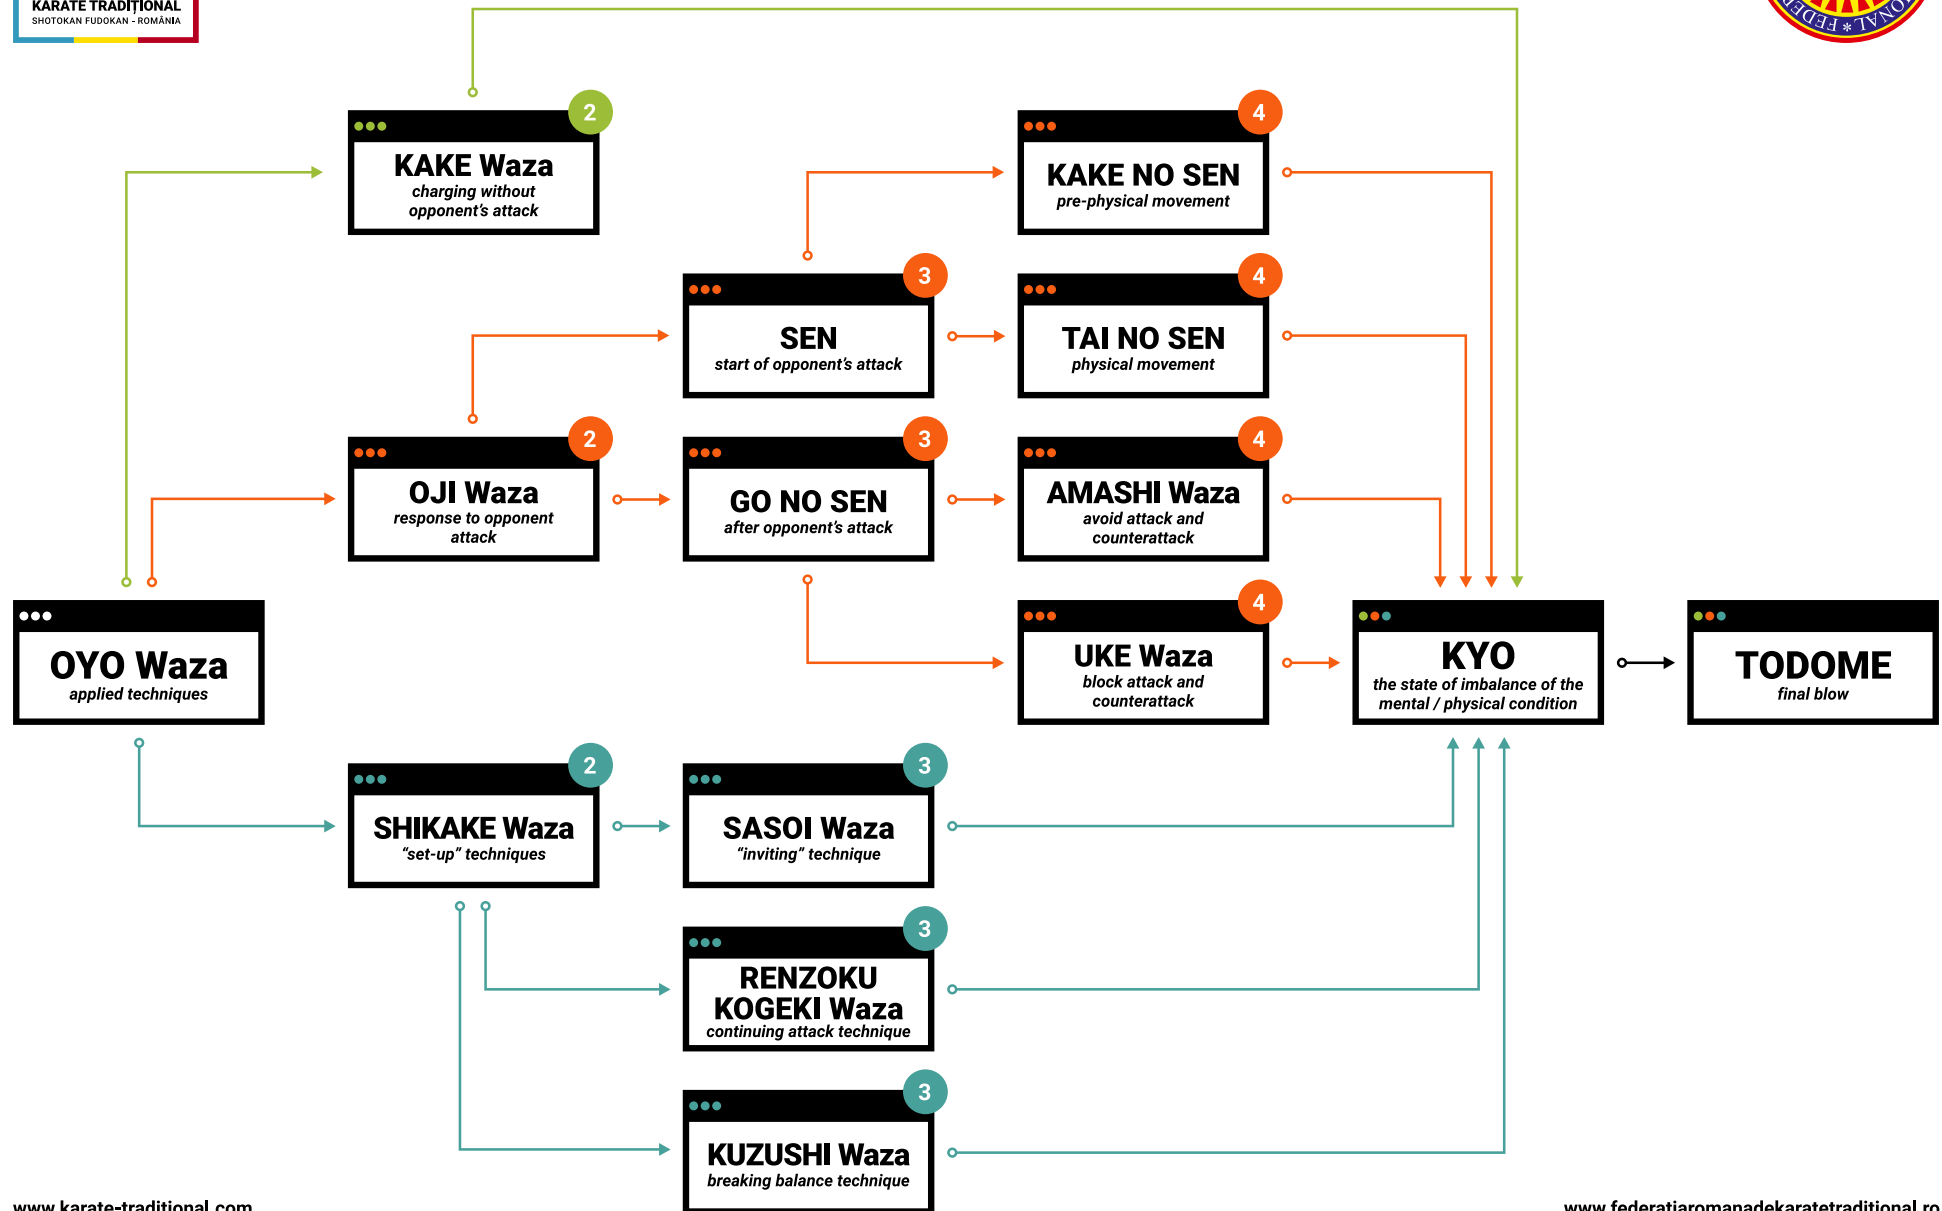 KARATE TRADIȚIONAL
SHOTOKAN FUDOKAN - ROMÂNIA
2
KAKE Waza
charging without
opponent's attack
4
KAKE NO SEN
pre-physical movement
3
SEN
start of opponent's attack
4
TAI NO SEN
physical movement
2
OJI Waza
response to opponent
attack
3
GO NO SEN
after opponent's attack
4
AMASHI Waza
avoid attack and
counterattack
OYO Waza
applied techniques
4
UKE Waza
block attack and
counterattack
KYO
the state of imbalance of the
mental / physical condition
TODOME
final blow
2
SHIKAKE Waza
“set-up” techniques
3
SASOI Waza
“inviting” technique
3
RENZOKU
KOGEKI Waza
continuing attack technique
3
KUZUSHI Waza
breaking balance technique
www.karate-traditional.com
www.federatiaromanadekaratetraditional.ro